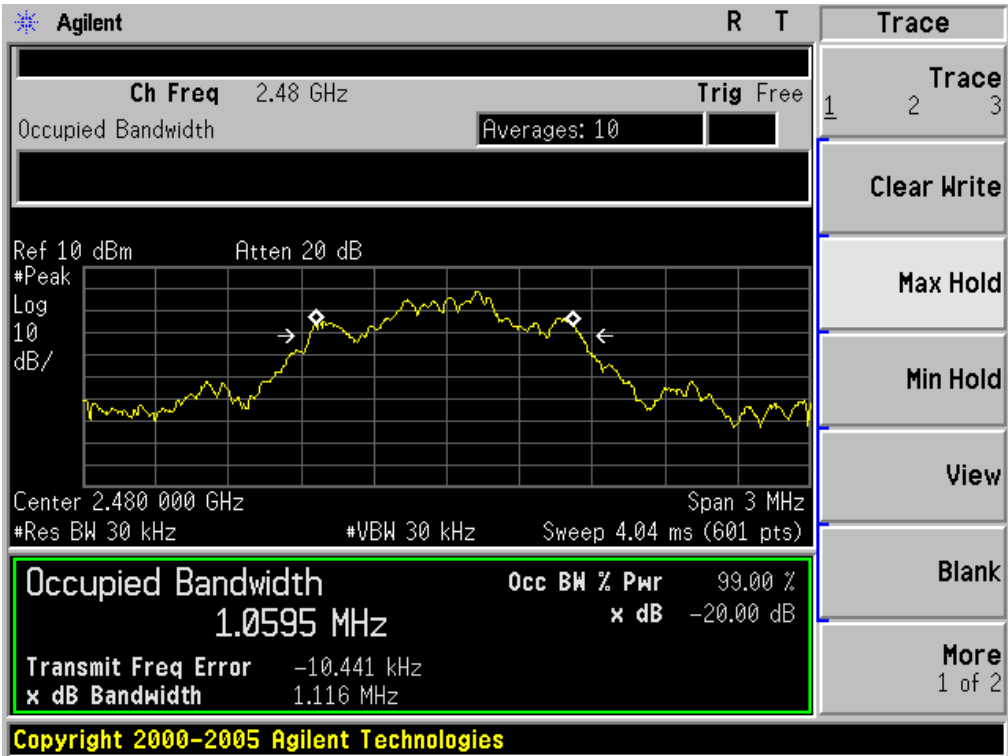 Agilent R T Trace
Ch Freq 2.48 GHz Trig Free
Occupied Bandwidth Averages: 10
Trace
1 2 3
Clear Write
Ref 10 dBm Atten 20 dB
#Peak
Log
10
dB/
Max Hold
Min Hold
View
Center 2.480 000 GHz Span 3 MHz
#Res BW 30 kHz #VBW 30 kHz Sweep 4.04 ms (601 pts)
Occupied Bandwidth Occ BW % Pwr 99.00 %
1.0595 MHz x dB -20.00 dB
Transmit Freq Error -10.441 kHz
x dB Bandwidth 1.116 MHz
Blank
More
1 of 2
Copyright 2000-2005 Agilent Technologies